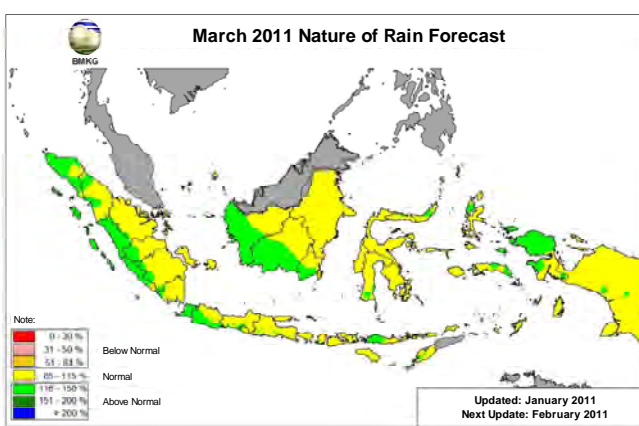 March 2011 Nature of Rain Forecast
BMKG
Note:
0 - 30 %
31 - 50 %
Below Normal
51 - 84 %
85 - 115 %
Normal
116 - 150 %
151 - 200 %
Above Normal
> 200 %
Updated: January 2011
Next Update: February 2011